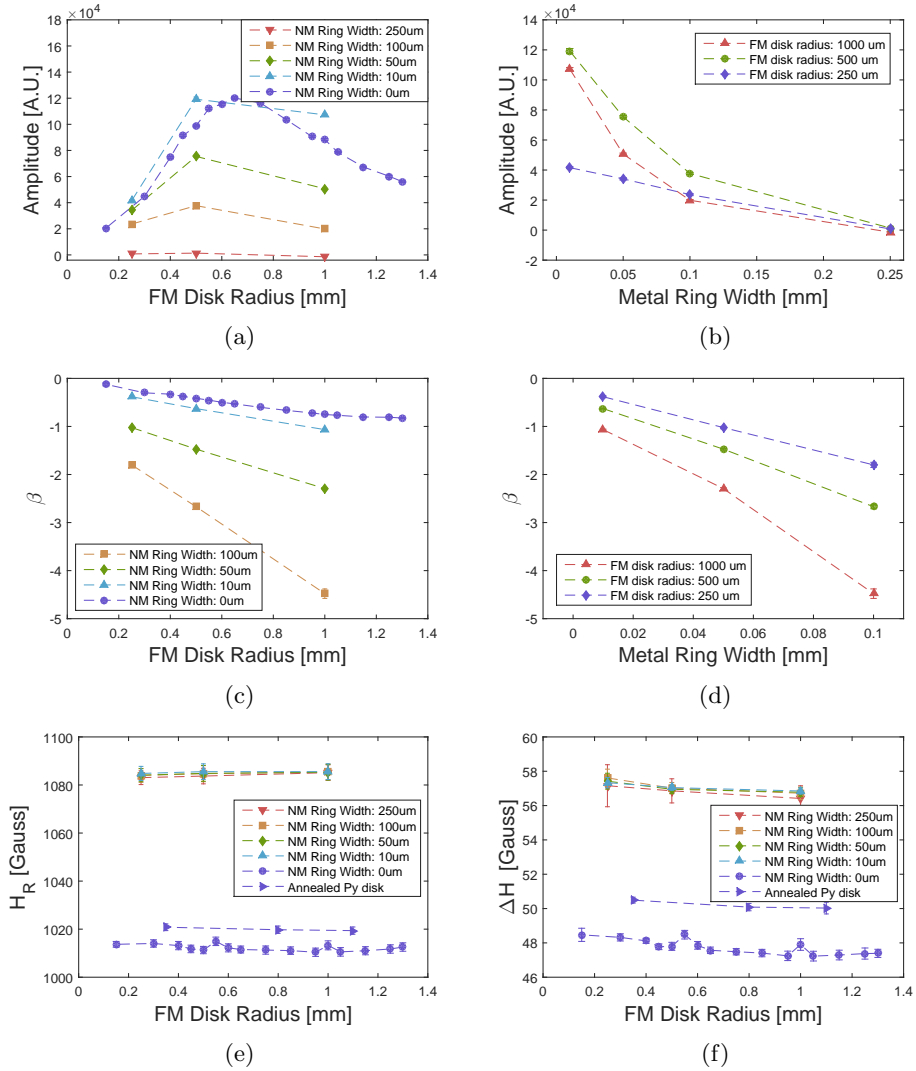 ×10⁴
18
16
14
12
10
8
6
4
2
0
0 0.2 0.4 0.6 0.8 1 1.2 1.4
Amplitude [A.U.]
FM Disk Radius [mm]
NM Ring Width: 250um
NM Ring Width: 100um
NM Ring Width: 50um
NM Ring Width: 10um
NM Ring Width: 0um
(a)
×10⁴
14
12
10
8
6
4
2
0
-2
0 0.05 0.1 0.15 0.2 0.25
Amplitude [A.U.]
Metal Ring Width [mm]
FM disk radius: 1000 um
FM disk radius: 500 um
FM disk radius: 250 um
(b)
0
-1
-2
-3
-4
-5
0 0.2 0.4 0.6 0.8 1 1.2 1.4
β
FM Disk Radius [mm]
NM Ring Width: 100um
NM Ring Width: 50um
NM Ring Width: 10um
NM Ring Width: 0um
(c)
0
-1
-2
-3
-4
-5
0 0.02 0.04 0.06 0.08 0.1
β
Metal Ring Width [mm]
FM disk radius: 1000 um
FM disk radius: 500 um
FM disk radius: 250 um
(d)
1100
1080
1060
1040
1020
1000
0 0.2 0.4 0.6 0.8 1 1.2 1.4
H_R [Gauss]
FM Disk Radius [mm]
NM Ring Width: 250um
NM Ring Width: 100um
NM Ring Width: 50um
NM Ring Width: 10um
NM Ring Width: 0um
Annealed Py disk
(e)
60
58
56
54
52
50
48
46
0 0.2 0.4 0.6 0.8 1 1.2 1.4
ΔH [Gauss]
FM Disk Radius [mm]
NM Ring Width: 250um
NM Ring Width: 100um
NM Ring Width: 50um
NM Ring Width: 10um
NM Ring Width: 0um
Annealed Py disk
(f)